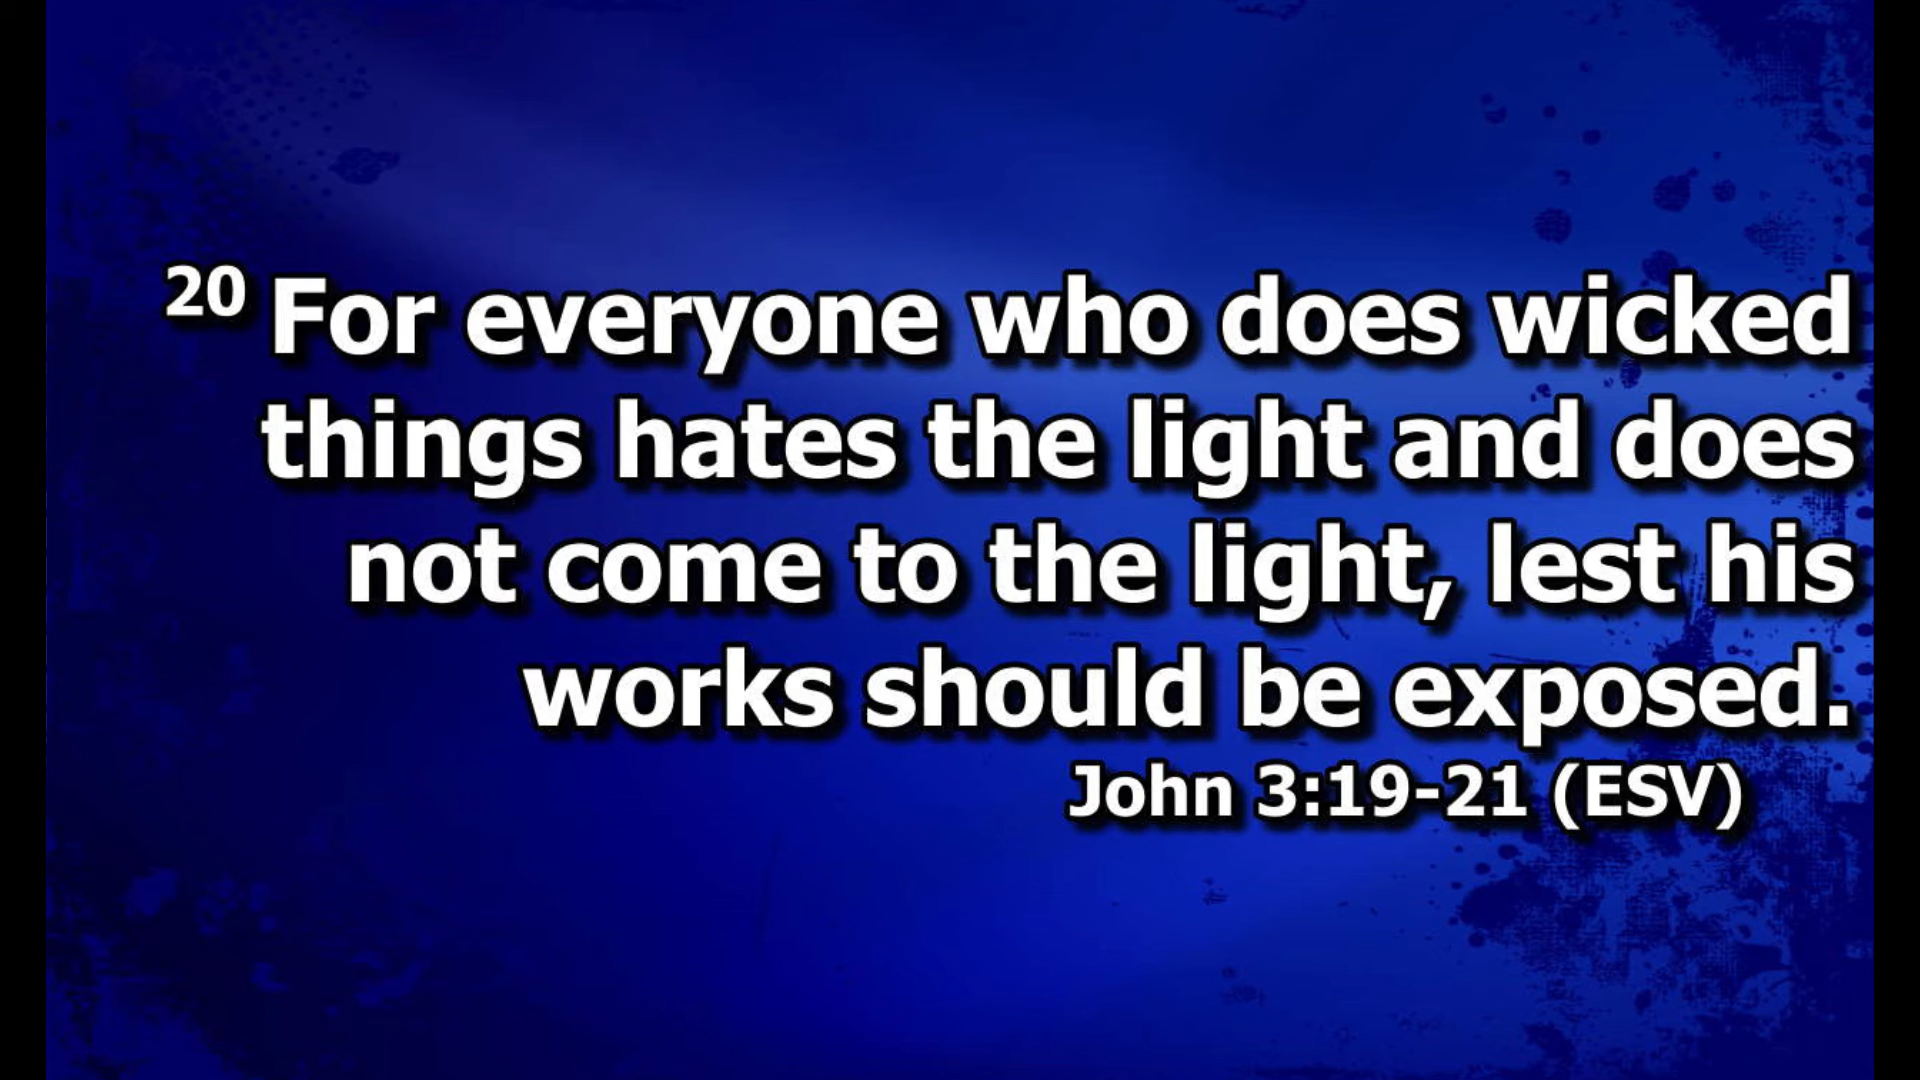 20 For everyone who does wicked
things hates the light and does
not come to the light, lest his
works should be exposed.
John 3:19-21 (ESV)